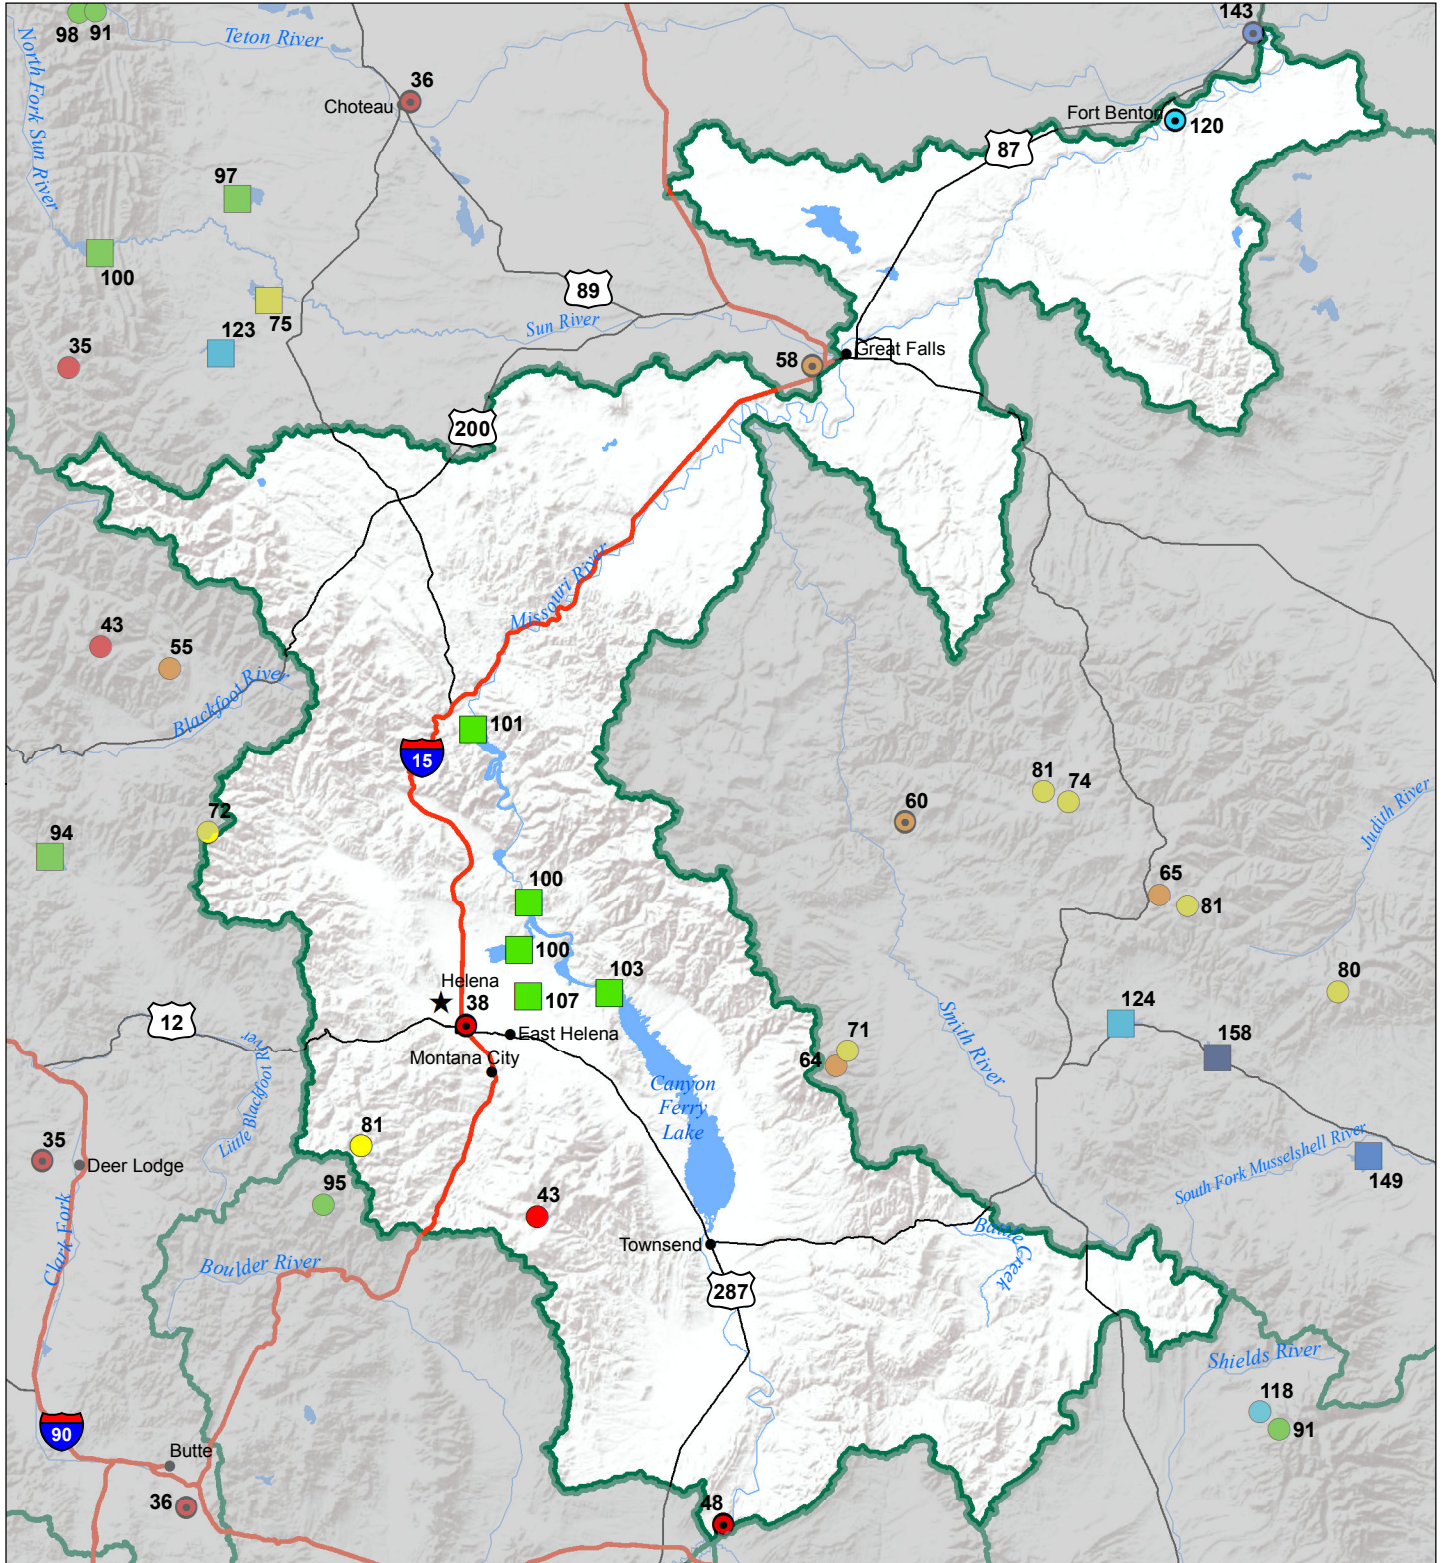 143
98
91
Teton River
North Fork Sun River
36
Choteau
Fort Benton
120
87
97
100
89
75
Sun River
123
35
58
Great Falls
200
Missouri River
43
55
Blackfoot River
101
15
81
74
60
72
94
Judith River
100
65
81
100
Helena
103
80
107
38
12
East Helena
124
158
Montana City
71
64
Smith River
Little Blackfoot River
Canyon
Ferry
Lake
81
35
Deer Lodge
South Fork Musselshell River
149
95
43
Clark Fork
Townsend
Battle Creek
Boulder River
287
Shields River
118
91
90
Butte
36
48